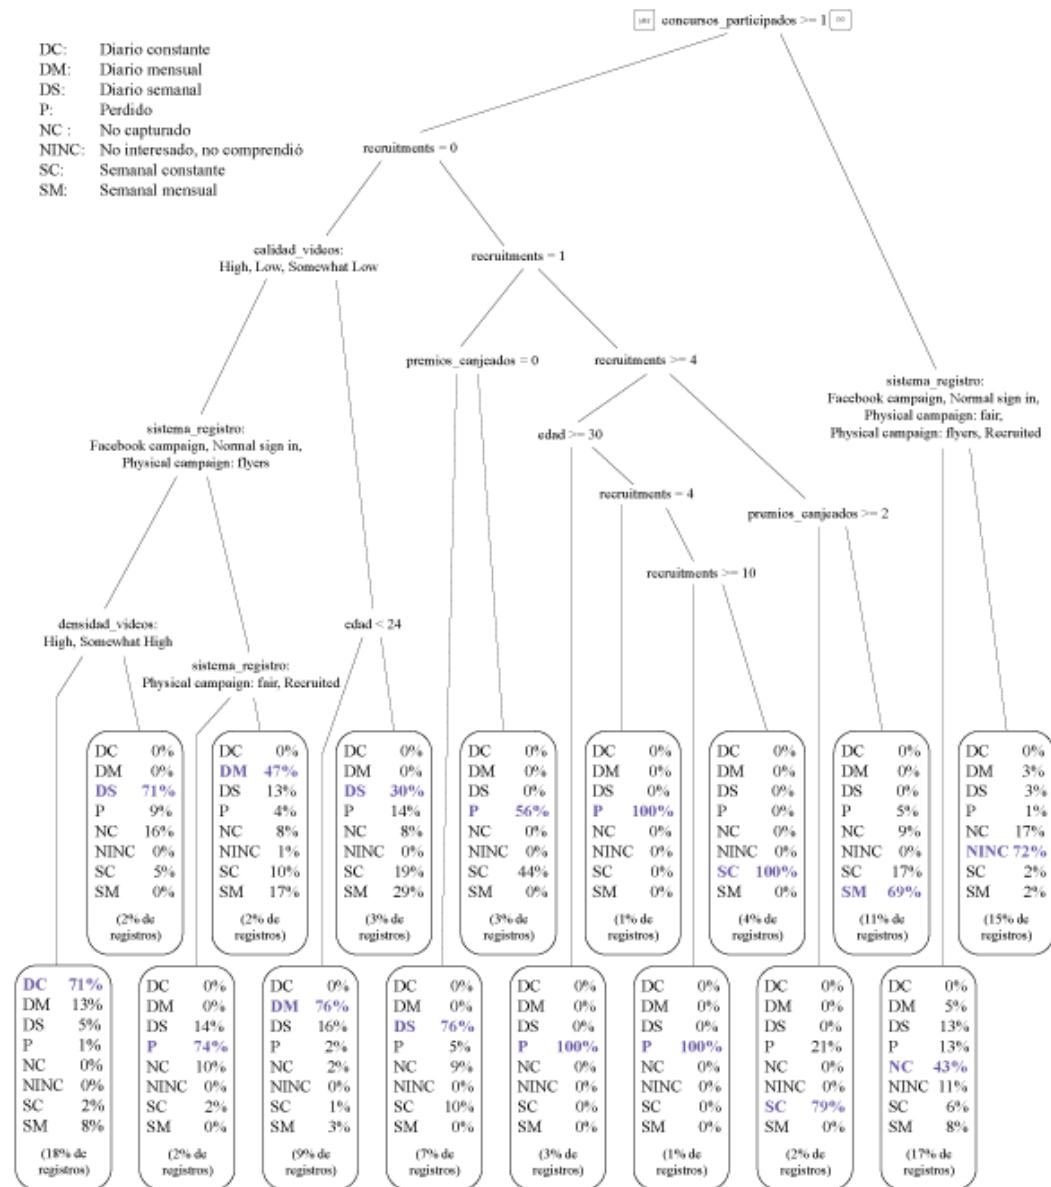 yes concursos_participados >= 1 no
DC: Diario constante
DM: Diario mensual
DS: Diario semanal
P: Perdido
NC : No capturado
NINC: No interesado, no comprendió
SC: Semanal constante
SM: Semanal mensual
recruitments = 0
calidad_videos:
High, Low, Somewhat Low
recruitments = 1
premios_canjeados = 0
recruitments >= 4
sistema_registro:
Facebook campaign, Normal sign in,
Physical campaign: fair,
Physical campaign: flyers, Recruited
sistema_registro:
Facebook campaign, Normal sign in,
Physical campaign: flyers
edad >= 30
recruitments = 4
premios_canjeados >= 2
recruitments >= 10
densidad_videos:
High, Somewhat High
edad < 24
sistema_registro:
Physical campaign: fair, Recruited
DC 0%
DM 0%
DS 71%
P 9%
NC 16%
NINC 0%
SC 5%
SM 0%
(2% de
registros)
DC 0%
DM 47%
DS 13%
P 4%
NC 8%
NINC 1%
SC 10%
SM 17%
(2% de
registros)
DC 0%
DM 0%
DS 30%
P 14%
NC 8%
NINC 0%
SC 19%
SM 29%
(3% de
registros)
DC 0%
DM 0%
DS 0%
P 56%
NC 0%
NINC 0%
SC 44%
SM 0%
(3% de
registros)
DC 0%
DM 0%
DS 0%
P 100%
NC 0%
NINC 0%
SC 0%
SM 0%
(1% de
registros)
DC 0%
DM 0%
DS 0%
P 0%
NC 0%
NINC 0%
SC 100%
SM 0%
(4% de
registros)
DC 0%
DM 0%
DS 0%
P 5%
NC 9%
NINC 0%
SC 17%
SM 69%
(11% de
registros)
DC 0%
DM 3%
DS 3%
P 1%
NC 17%
NINC 72%
SC 2%
SM 2%
(15% de
registros)
DC 71%
DM 13%
DS 5%
P 1%
NC 0%
NINC 0%
SC 2%
SM 8%
(18% de
registros)
DC 0%
DM 0%
DS 14%
P 74%
NC 10%
NINC 0%
SC 2%
SM 0%
(2% de
registros)
DC 0%
DM 76%
DS 16%
P 2%
NC 2%
NINC 0%
SC 1%
SM 3%
(9% de
registros)
DC 0%
DM 0%
DS 76%
P 5%
NC 9%
NINC 0%
SC 10%
SM 0%
(7% de
registros)
DC 0%
DM 0%
DS 0%
P 100%
NC 0%
NINC 0%
SC 0%
SM 0%
(3% de
registros)
DC 0%
DM 0%
DS 0%
P 100%
NC 0%
NINC 0%
SC 0%
SM 0%
(1% de
registros)
DC 0%
DM 0%
DS 0%
P 21%
NC 0%
NINC 0%
SC 79%
SM 0%
(2% de
registros)
DC 0%
DM 5%
DS 13%
P 13%
NC 43%
NINC 11%
SC 6%
SM 8%
(17% de
registros)